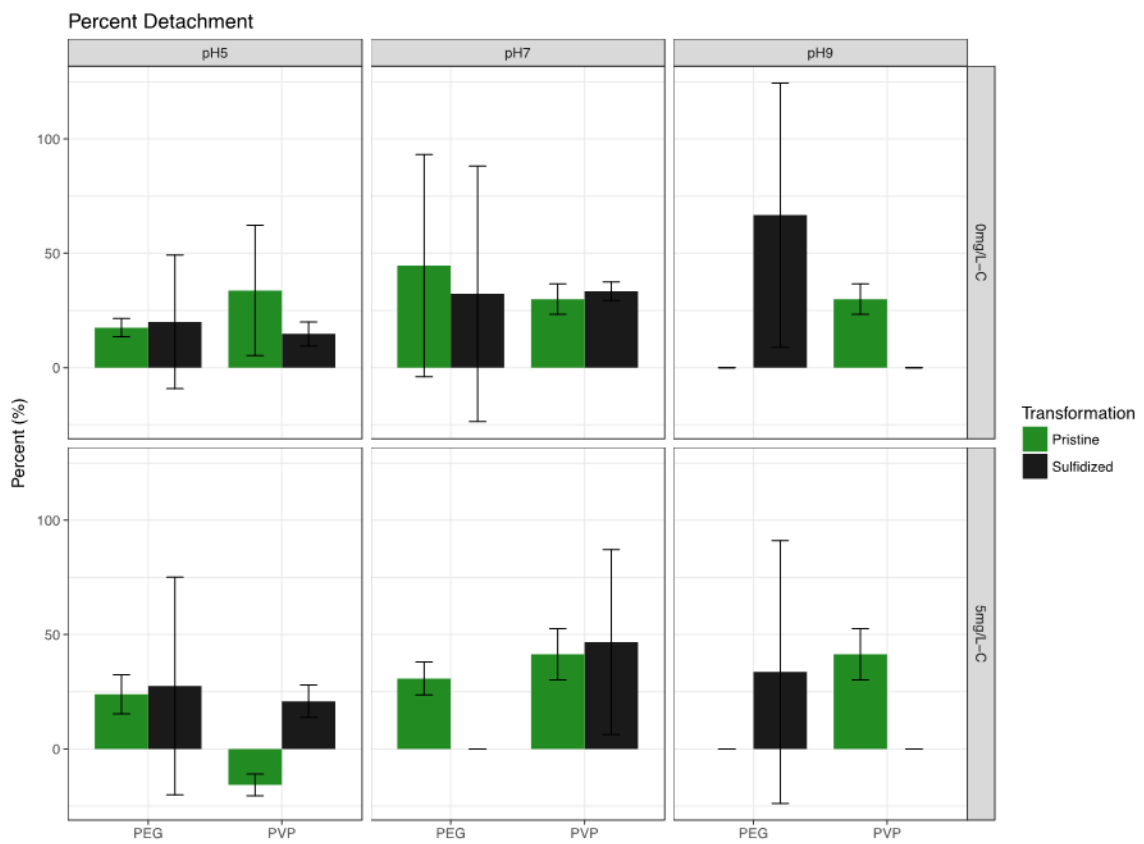 Percent Detachment
pH5
pH7
pH9
100
50
0
0mg/L−C
Percent (%)
100
50
0
5mg/L−C
PEG
PVP
PEG
PVP
PEG
PVP
Transformation
Pristine
Sulfidized